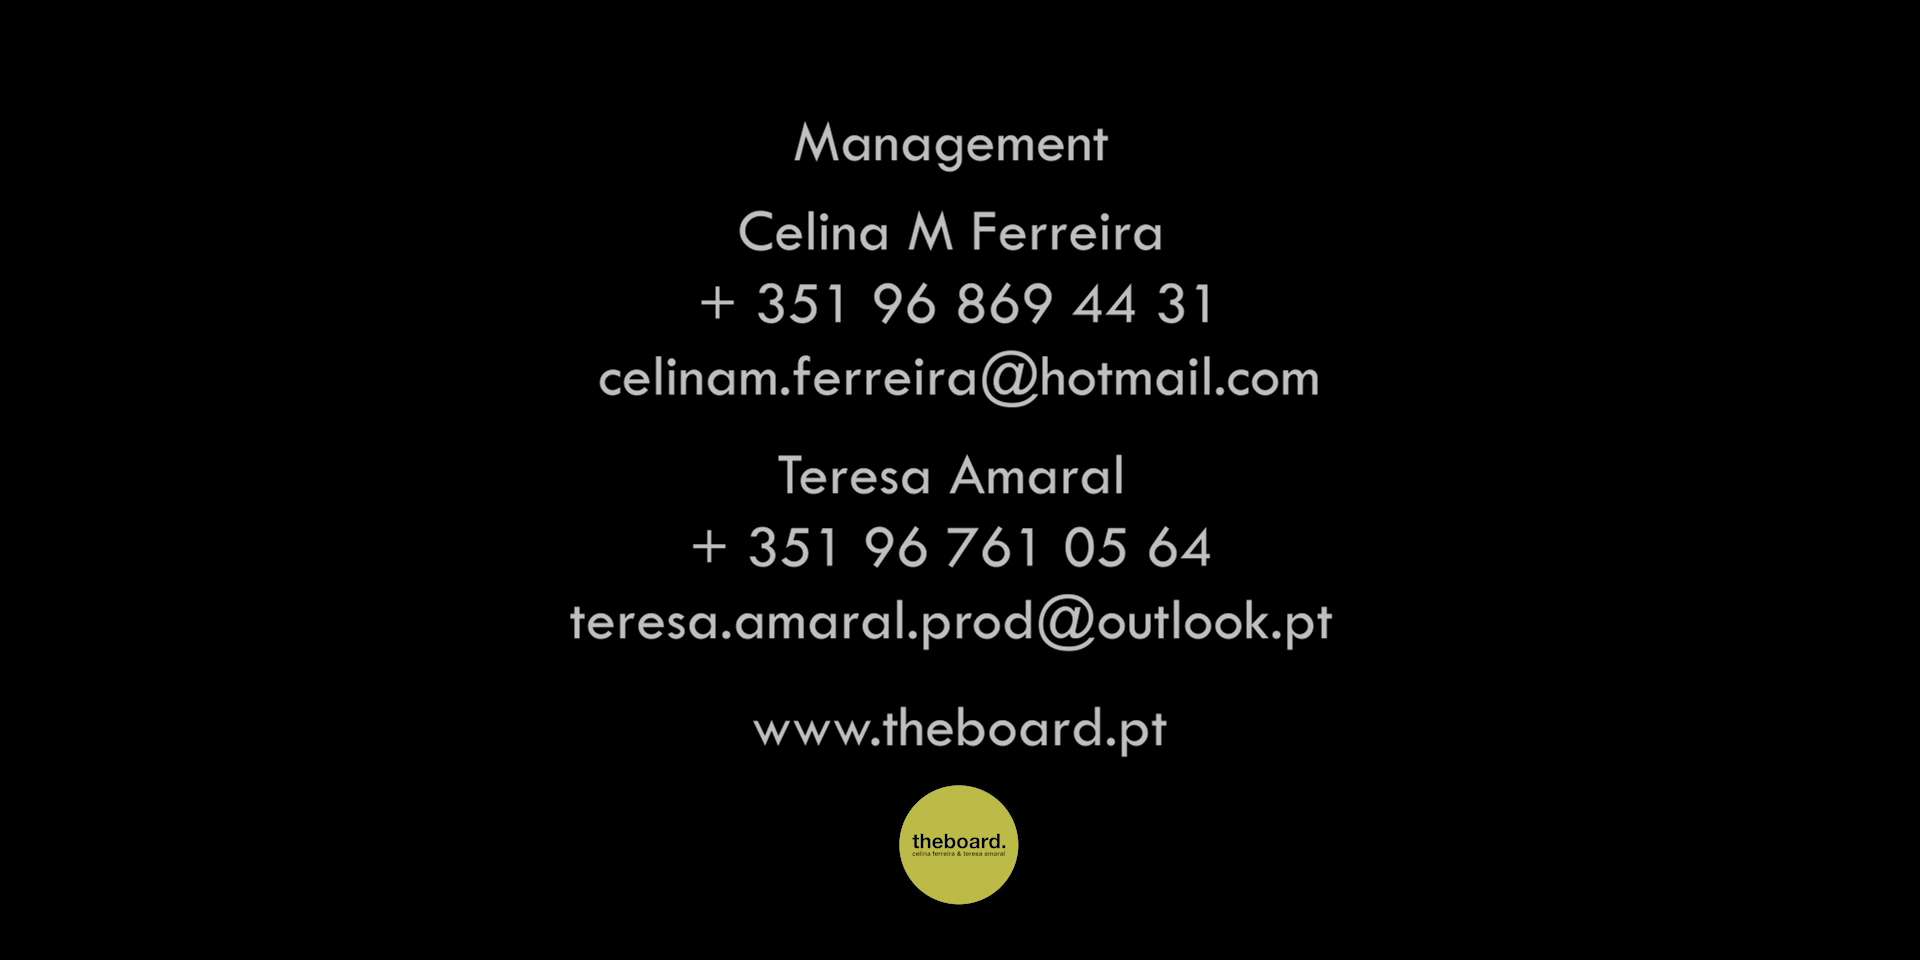 Management
Celina M Ferreira
+ 351 96 869 44 31
celinam.ferreira@hotmail.com
Teresa Amaral
+ 351 96 761 05 64
teresa.amaral.prod@outlook.pt
www.theboard.pt
theboard.
celina ferreira & teresa amaral